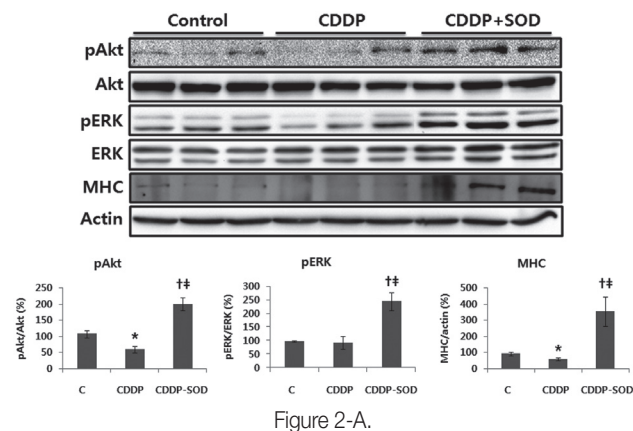 Control CDDP CDDP+SOD
pAkt
Akt
pERK
ERK
MHC
Actin
pAkt
pAkt/Akt (%)
250
200
150
100
50
0
*
†‡
C CDDP CDDP-SOD
pERK
pERK/ERK (%)
300
250
200
150
100
50
0
†‡
C CDDP CDDP-SOD
MHC
MHC/actin (%)
500
400
300
200
100
0
*
†‡
C CDDP CDDP-SOD
Figure 2-A.